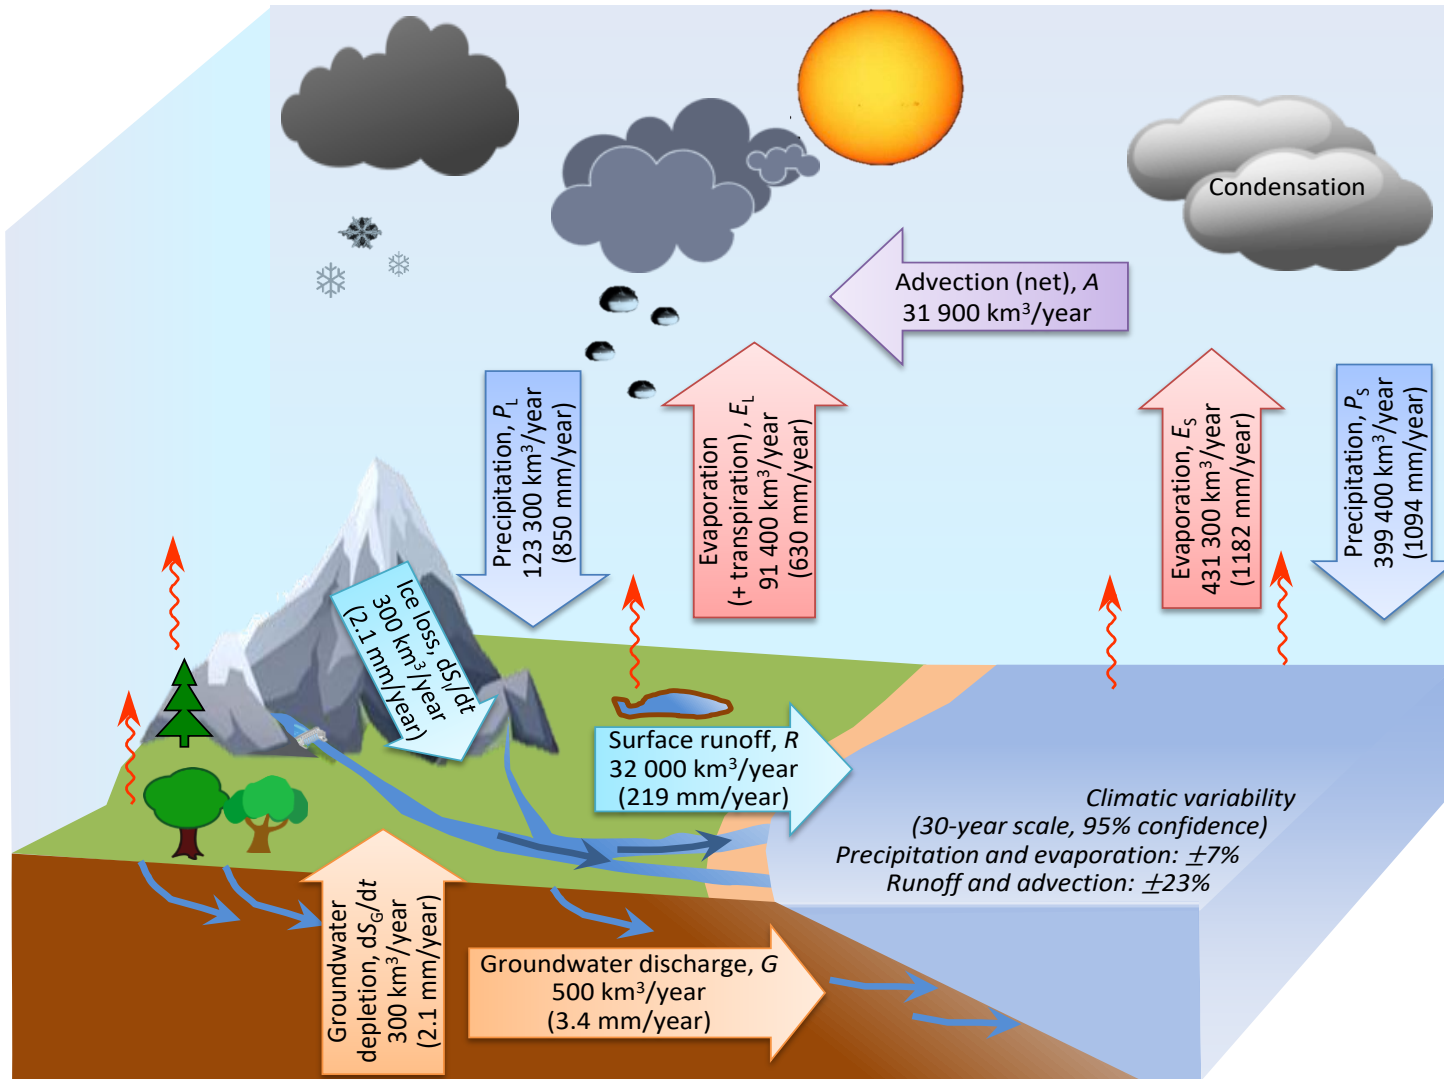 Condensation
Advection (net), A
31 900 km³/year
Precipitation, P_L
123 300 km³/year
(850 mm/year)
Evaporation
(+ transpiration) , E_L
91 400 km³/year
(630 mm/year)
Evaporation, E_S
431 300 km³/year
(1182 mm/year)
Precipitation, P_S
399 400 km³/year
(1094 mm/year)
Ice loss, dS_I/dt
300 km³/year
(2.1 mm/year)
Surface runoff, R
32 000 km³/year
(219 mm/year)
Climatic variability
(30-year scale, 95% confidence)
Precipitation and evaporation: ±7%
Runoff and advection: ±23%
Groundwater
depletion, dS_G/dt
300 km³/year
(2.1 mm/year)
Groundwater discharge, G
500 km³/year
(3.4 mm/year)